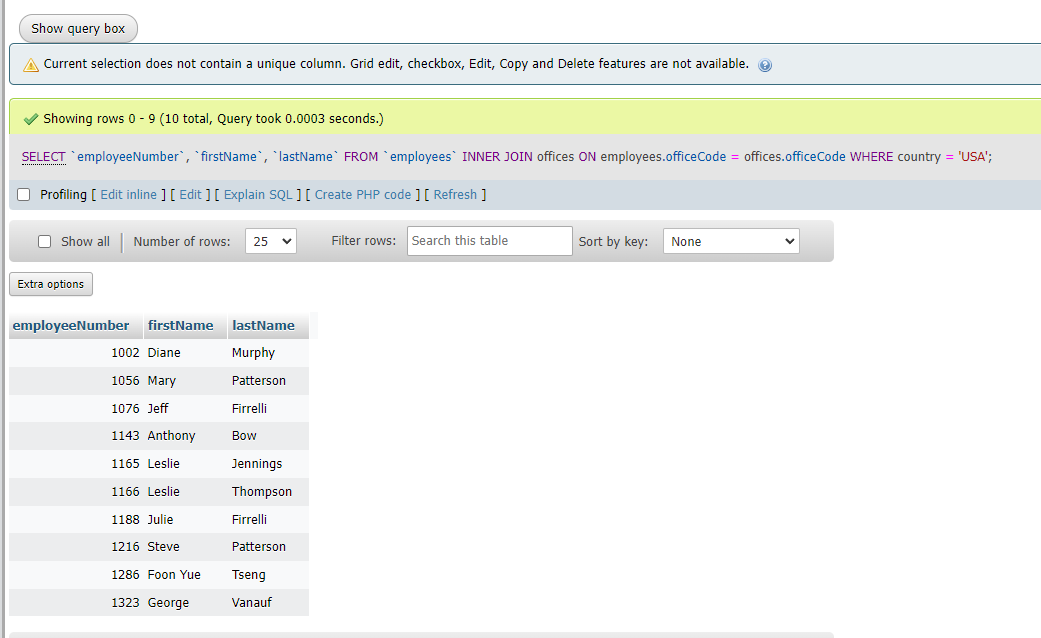 Show query box
Current selection does not contain a unique column. Grid edit, checkbox, Edit, Copy and Delete features are not available.
Showing rows 0 - 9 (10 total, Query took 0.0003 seconds.)
SELECT `employeeNumber`, `firstName`, `lastName` FROM `employees` INNER JOIN offices ON employees.officeCode = offices.officeCode WHERE country = 'USA';
Profiling [ Edit inline ] [ Edit ] [ Explain SQL ] [ Create PHP code ] [ Refresh ]
Show all Number of rows: 25 Filter rows: Search this table Sort by key: None
Extra options
employeeNumber firstName lastName
1002 Diane Murphy
1056 Mary Patterson
1076 Jeff Firrelli
1143 Anthony Bow
1165 Leslie Jennings
1166 Leslie Thompson
1188 Julie Firrelli
1216 Steve Patterson
1286 Foon Yue Tseng
1323 George Vanauf